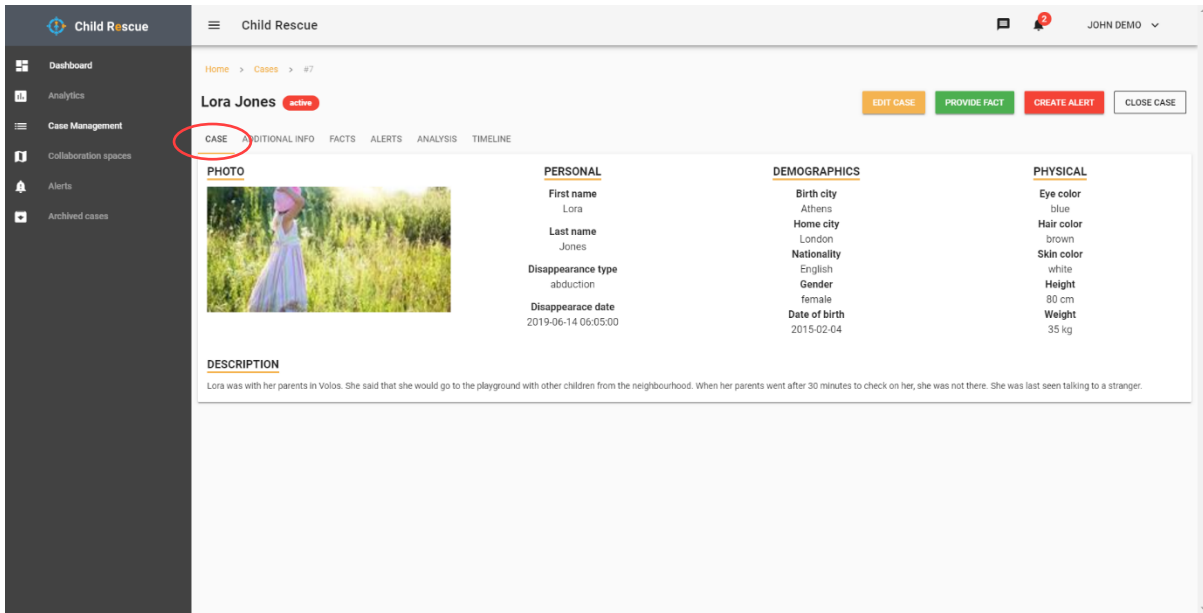 Child Rescue
Child Rescue
2
JOHN DEMO
Dashboard
Analytics
Case Management
Collaboration spaces
Alerts
Archived cases
Home > Cases > #7
Lora Jones active
EDIT CASE PROVIDE FACT CREATE ALERT CLOSE CASE
CASE ADDITIONAL INFO FACTS ALERTS ANALYSIS TIMELINE
PHOTO
PERSONAL
First name
Lora
Last name
Jones
Disappearance type
abduction
Disappearace date
2019-06-14 06:05:00
DEMOGRAPHICS
Birth city
Athens
Home city
London
Nationality
English
Gender
female
Date of birth
2015-02-04
PHYSICAL
Eye color
blue
Hair color
brown
Skin color
white
Height
80 cm
Weight
35 kg
DESCRIPTION
Lora was with her parents in Volos. She said that she would go to the playground with other children from the neighbourhood. When her parents went after 30 minutes to check on her, she was not there. She was last seen talking to a stranger.